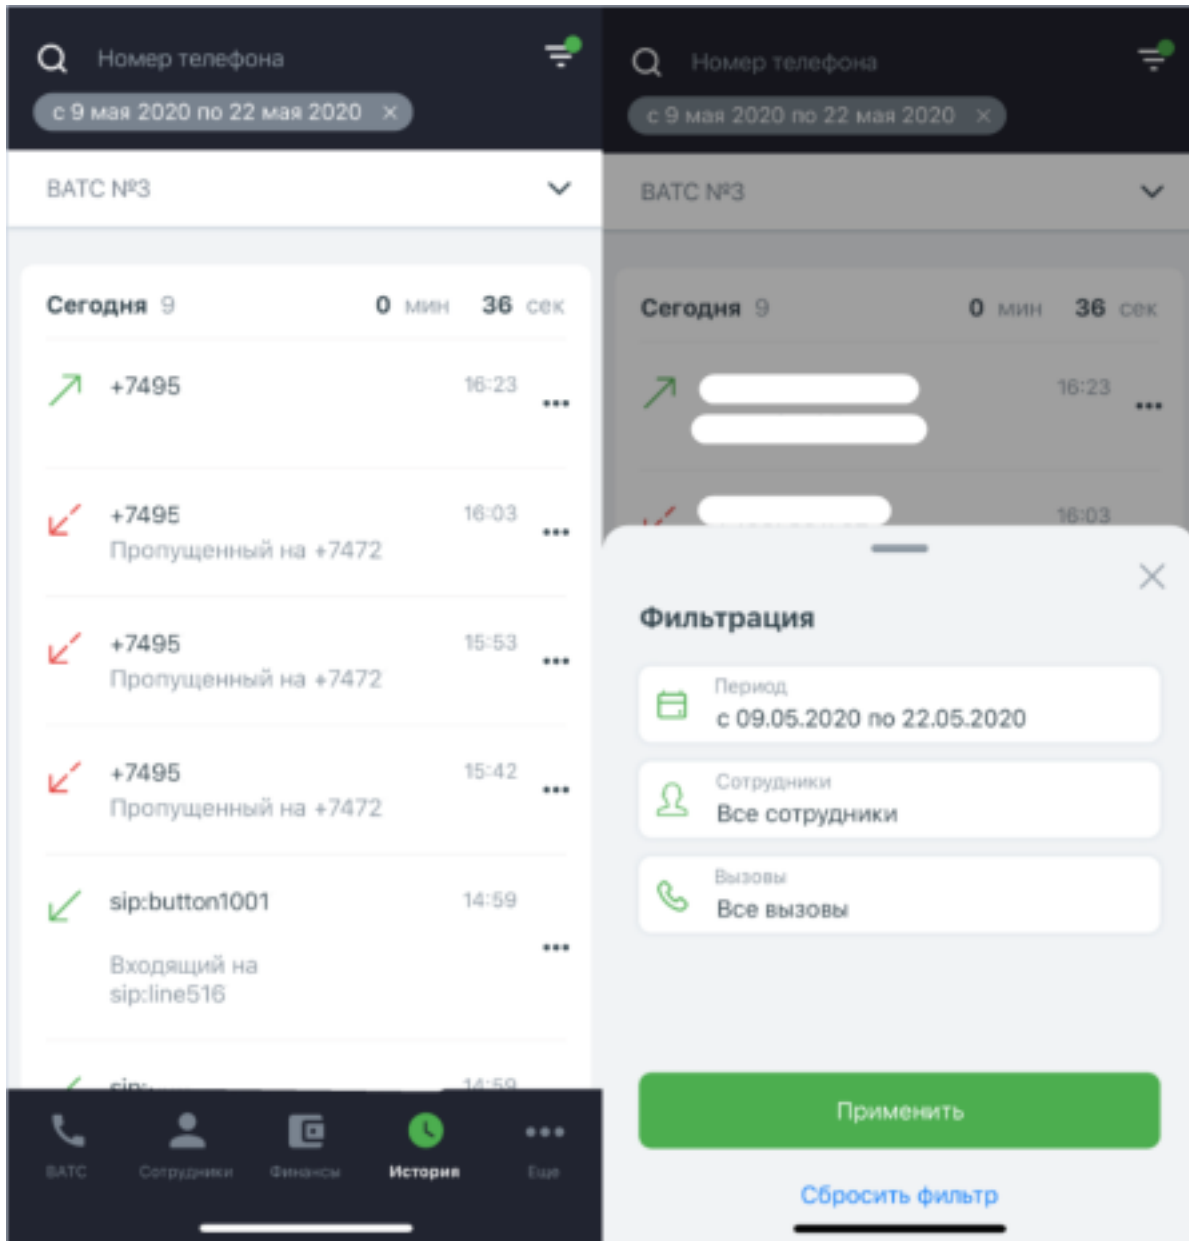 Номер телефона
с 9 мая 2020 по 22 мая 2020 ×
ВАТС №3
Сегодня 9 0 мин 36 сек
+7495 16:23
+7495 16:03
Пропущенный на +7472
+7495 15:53
Пропущенный на +7472
+7495 15:42
Пропущенный на +7472
sip:button1001 14:59
Входящий на
sip:line516
sip: 14:59
ВАТС Сотрудники Финансы История Еще
Номер телефона
с 9 мая 2020 по 22 мая 2020 ×
ВАТС №3
Сегодня 9 0 мин 36 сек
16:23
16:03
Фильтрация
Период
с 09.05.2020 по 22.05.2020
Сотрудники
Все сотрудники
Вызовы
Все вызовы
Применить
Сбросить фильтр